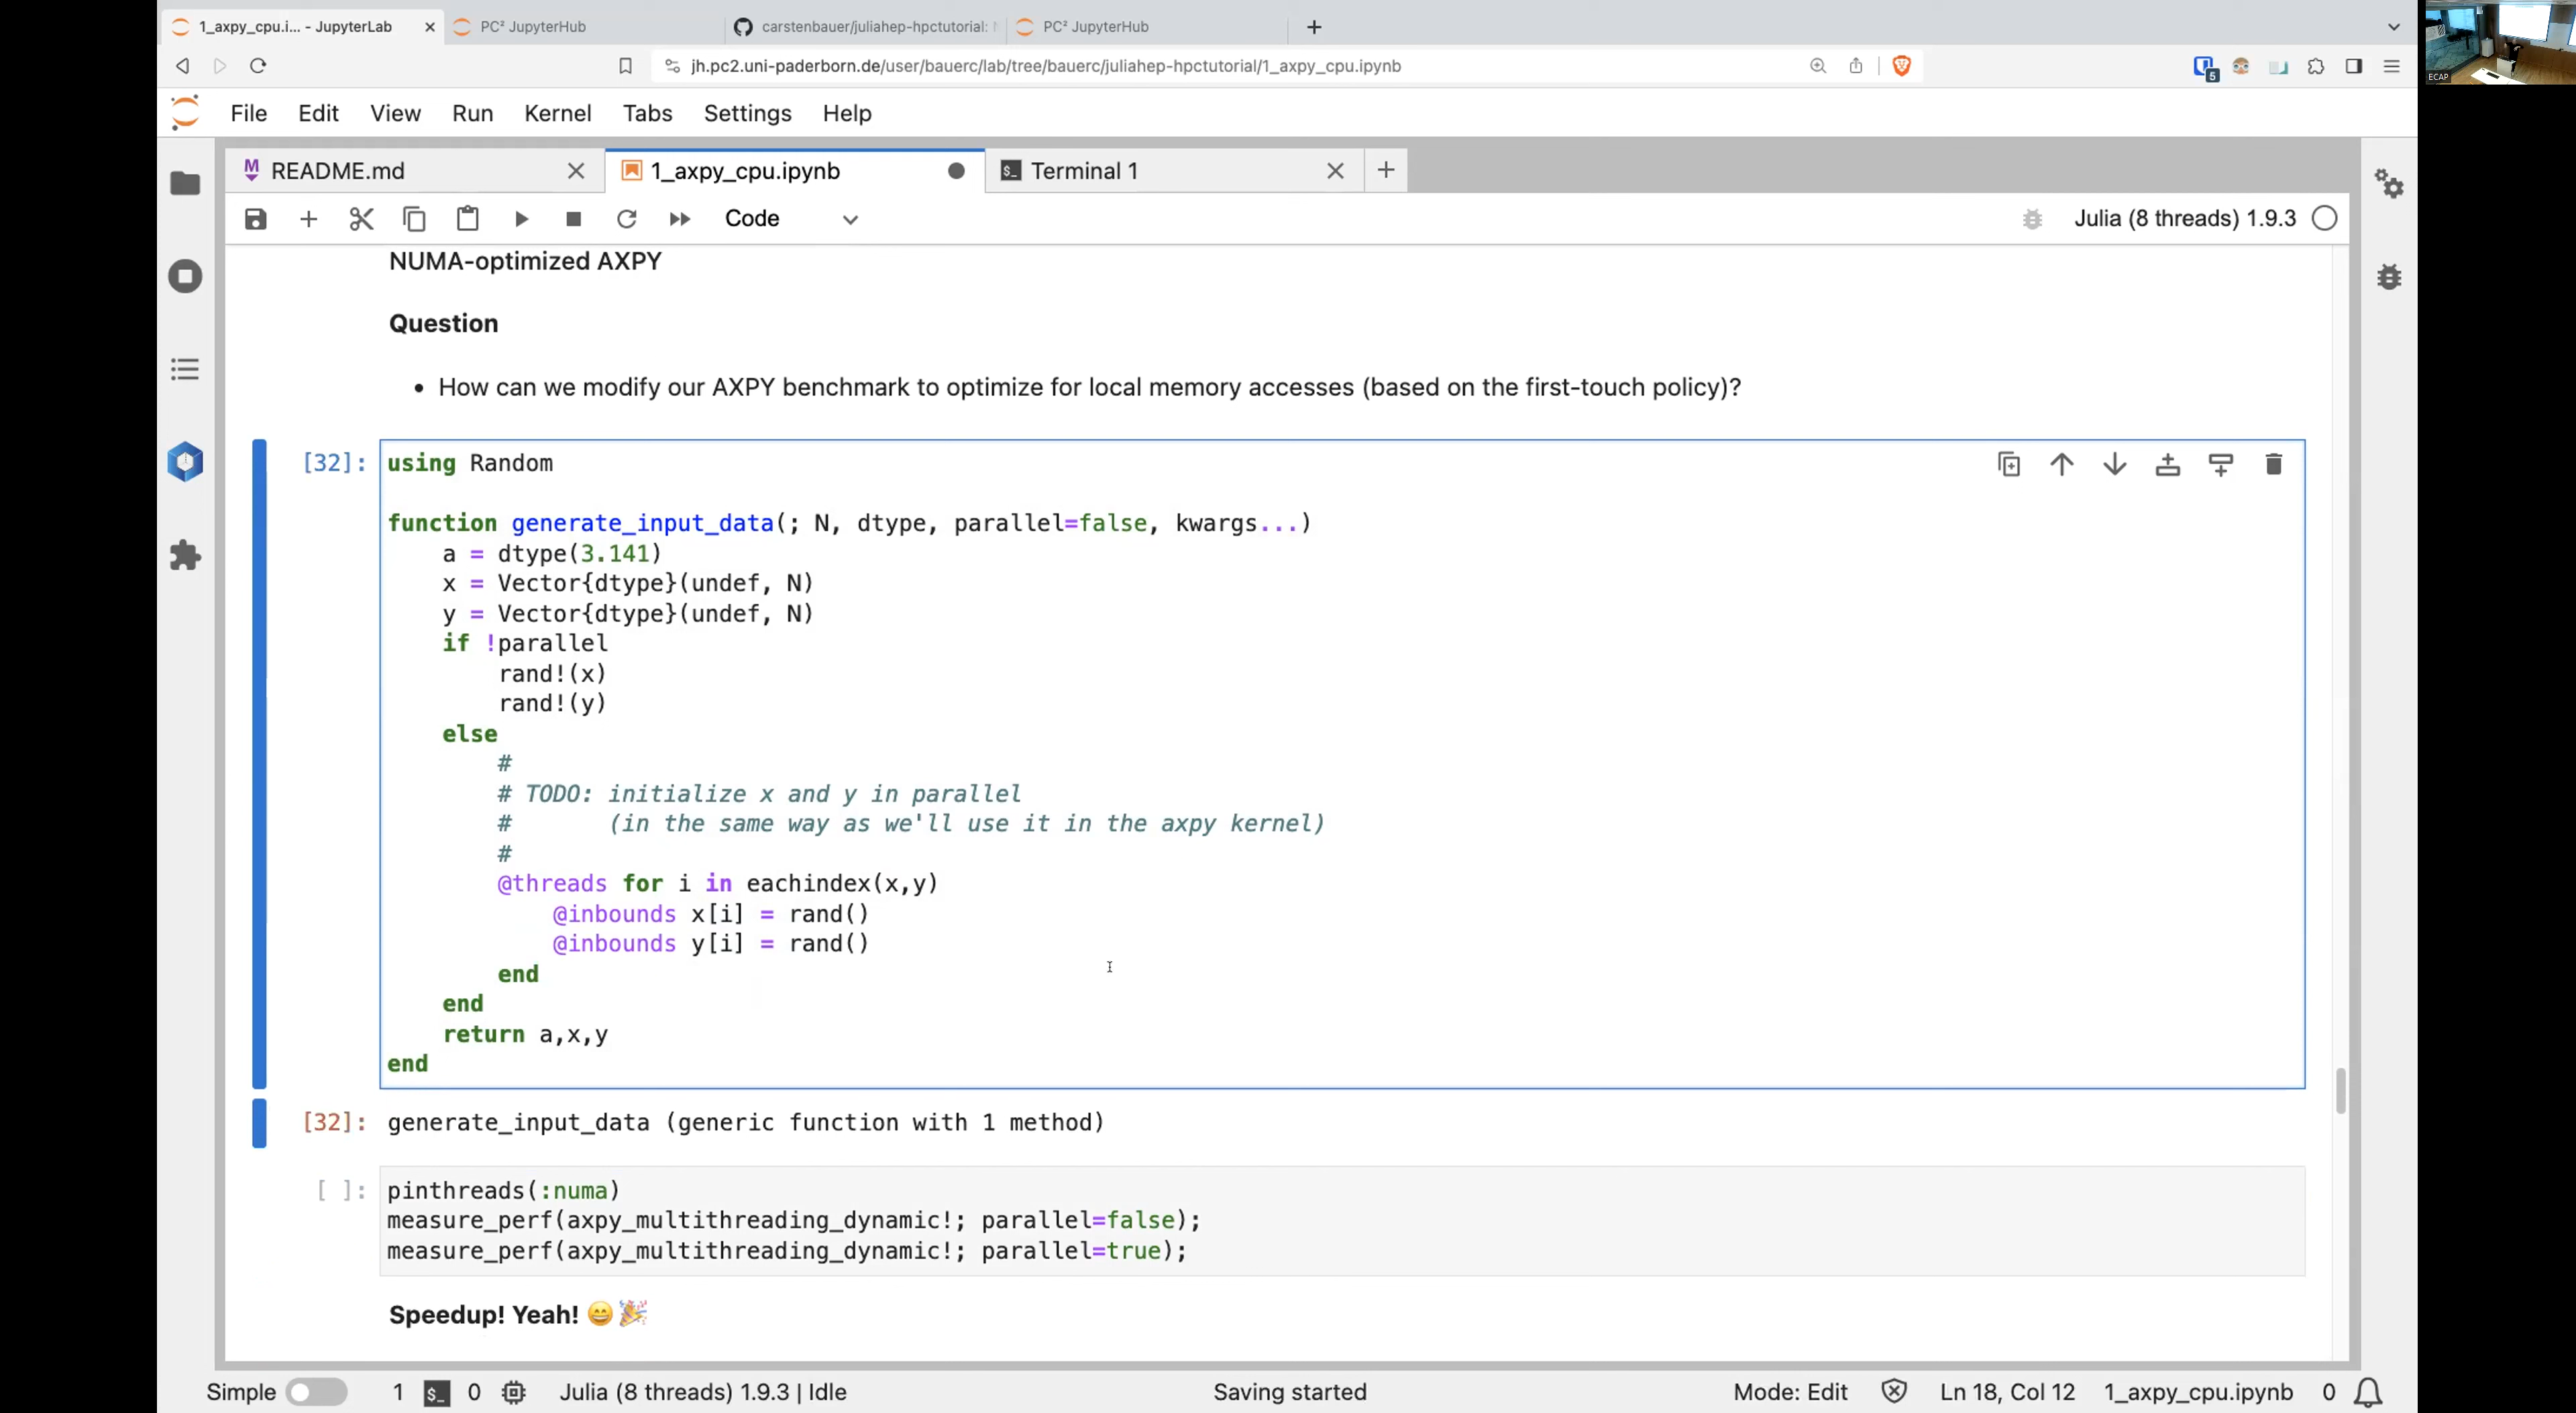 1_axpy_cpu.i... - JupyterLab
PC² JupyterHub
carstenbauer/juliahep-hpctutorial:
PC² JupyterHub
jh.pc2.uni-paderborn.de/user/bauerc/lab/tree/bauerc/juliahep-hpctutorial/1_axpy_cpu.ipynb
5
ECAP
File Edit View Run Kernel Tabs Settings Help
README.md
1_axpy_cpu.ipynb
Terminal 1
Code
Julia (8 threads) 1.9.3
NUMA-optimized AXPY
Question
• How can we modify our AXPY benchmark to optimize for local memory accesses (based on the first-touch policy)?
[32]: using Random
function generate_input_data(; N, dtype, parallel=false, kwargs...)
    a = dtype(3.141)
    x = Vector{dtype}(undef, N)
    y = Vector{dtype}(undef, N)
    if !parallel
        rand!(x)
        rand!(y)
    else
        #
        # TODO: initialize x and y in parallel
        #       (in the same way as we'll use it in the axpy kernel)
        #
        @threads for i in eachindex(x,y)
            @inbounds x[i] = rand()
            @inbounds y[i] = rand()
        end
    end
    return a,x,y
end
[32]: generate_input_data (generic function with 1 method)
[ ]: pinthreads(:numa)
measure_perf(axpy_multithreading_dynamic!; parallel=false);
measure_perf(axpy_multithreading_dynamic!; parallel=true);
Speedup! Yeah! 😄 🎉
Simple 1 $_ 0 Julia (8 threads) 1.9.3 | Idle Saving started Mode: Edit Ln 18, Col 12 1_axpy_cpu.ipynb 0